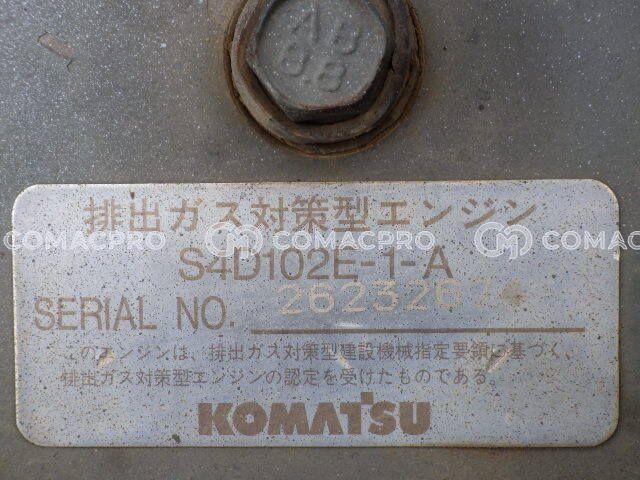 AB
8.8
排出ガス対策型エンジン
COMACPRO COMACPRO COMACPRO
S4D102E-1-A
SERIAL NO. 26232674
このエンジンは、排出ガス対策型建設機械指定要領に基づく、
排出ガス対策型エンジンの認定を受けたものである。
KOMATSU